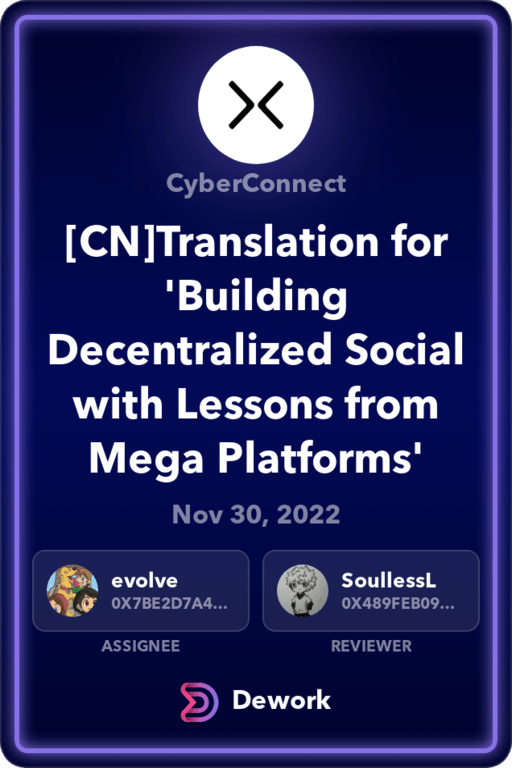 CyberConnect
[CN]Translation for
'Building
Decentralized Social
with Lessons from
Mega Platforms'
Nov 30, 2022
evolve
0X7BE2D7A4...
SoullessL
0X489FEB09...
ASSIGNEE
REVIEWER
Dework